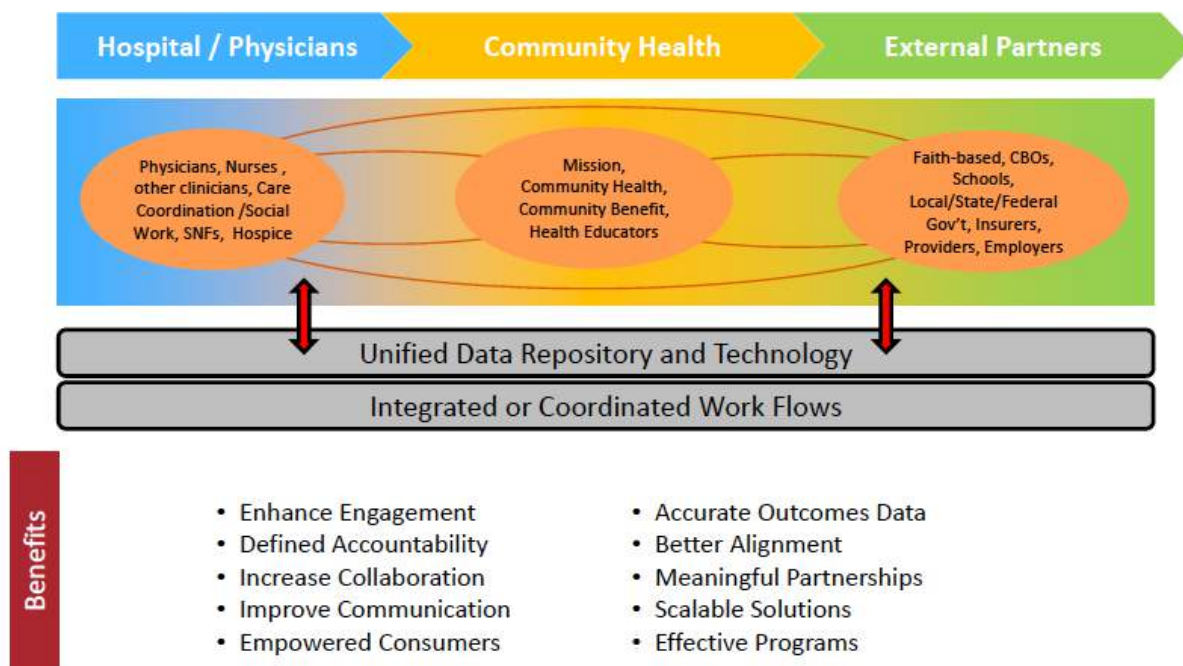 Hospital / Physicians
Community Health
External Partners
Physicians, Nurses ,
other clinicians, Care
Coordination /Social
Work, SNFs, Hospice
Mission,
Community Health,
Community Benefit,
Health Educators
Faith-based, CBOs,
Schools,
Local/State/Federal
Gov't, Insurers,
Providers, Employers
Unified Data Repository and Technology
Integrated or Coordinated Work Flows
Benefits
• Enhance Engagement
• Defined Accountability
• Increase Collaboration
• Improve Communication
• Empowered Consumers
• Accurate Outcomes Data
• Better Alignment
• Meaningful Partnerships
• Scalable Solutions
• Effective Programs